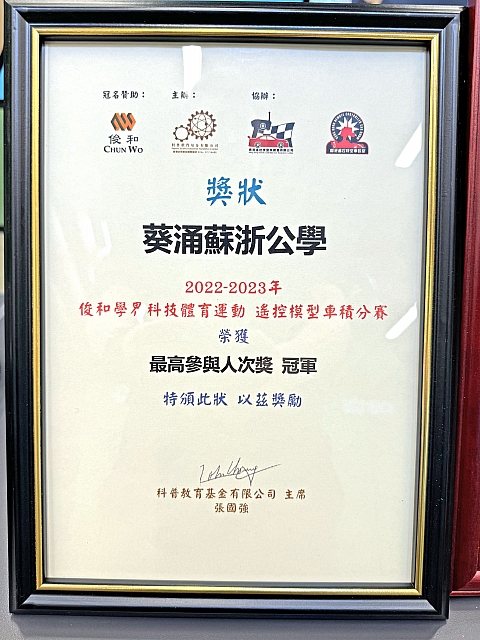 冠名贊助： 主辦： 協辦：
俊和
CHUN WO
獎狀
葵涌蘇浙公學
2022-2023年
俊和學界科技體育運動 遙控模型車積分賽
榮獲
最高參與人次獎 冠軍
特頒此狀 以茲獎勵
科普教育基金有限公司 主席
張國強